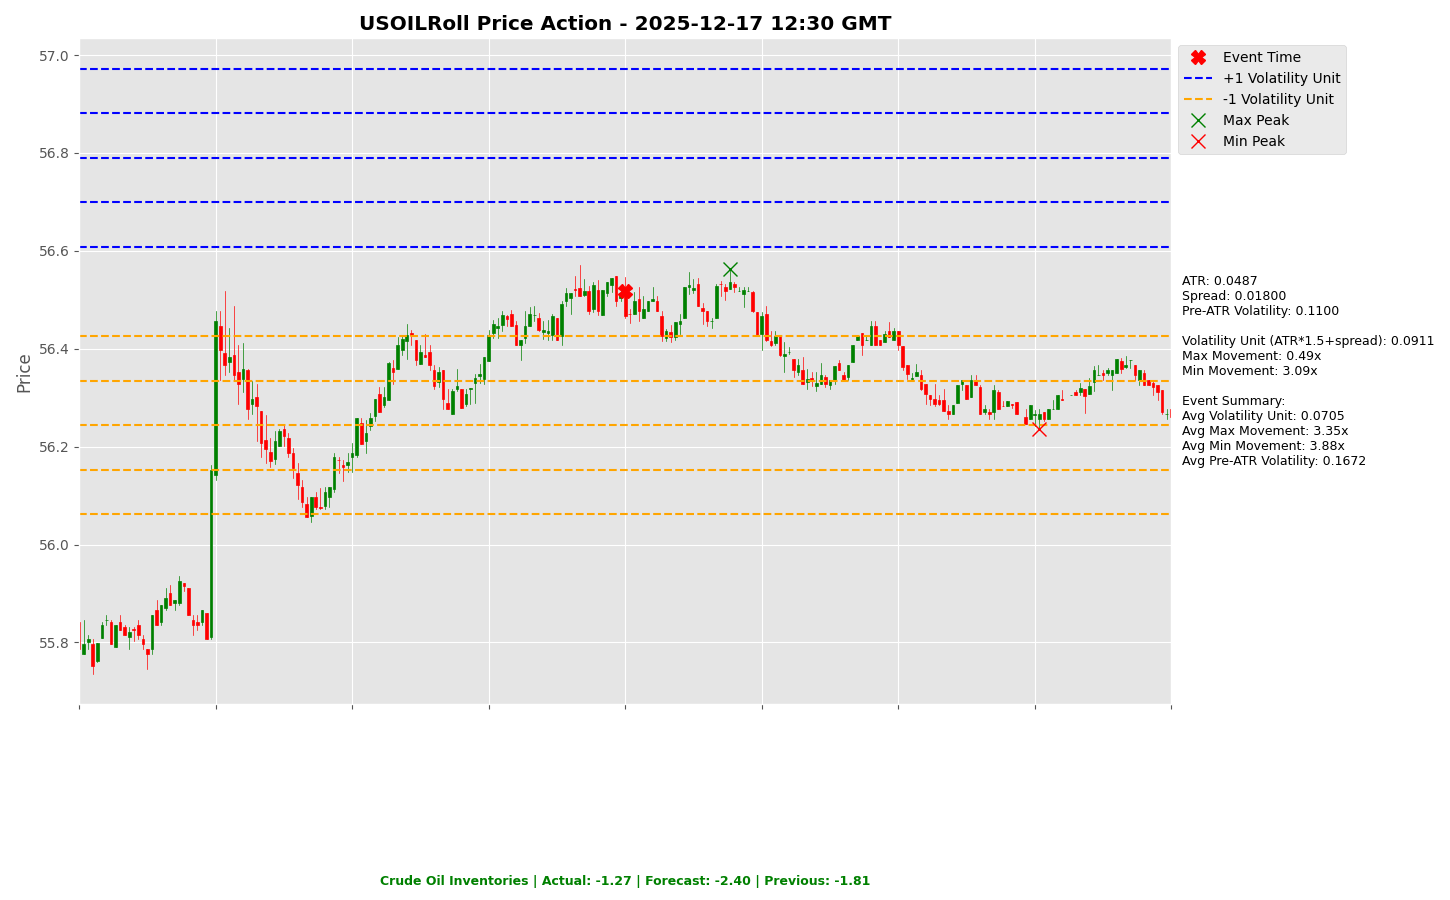 USOILRoll Price Action - 2025-12-17 12:30 GMT
57.0
56.8
56.6
56.4
56.2
56.0
55.8
Price
Event Time
+1 Volatility Unit
-1 Volatility Unit
Max Peak
Min Peak
ATR: 0.0487
Spread: 0.01800
Pre-ATR Volatility: 0.1100
Volatility Unit (ATR*1.5+spread): 0.0911
Max Movement: 0.49x
Min Movement: 3.09x
Event Summary:
Avg Volatility Unit: 0.0705
Avg Max Movement: 3.35x
Avg Min Movement: 3.88x
Avg Pre-ATR Volatility: 0.1672
Crude Oil Inventories | Actual: -1.27 | Forecast: -2.40 | Previous: -1.81